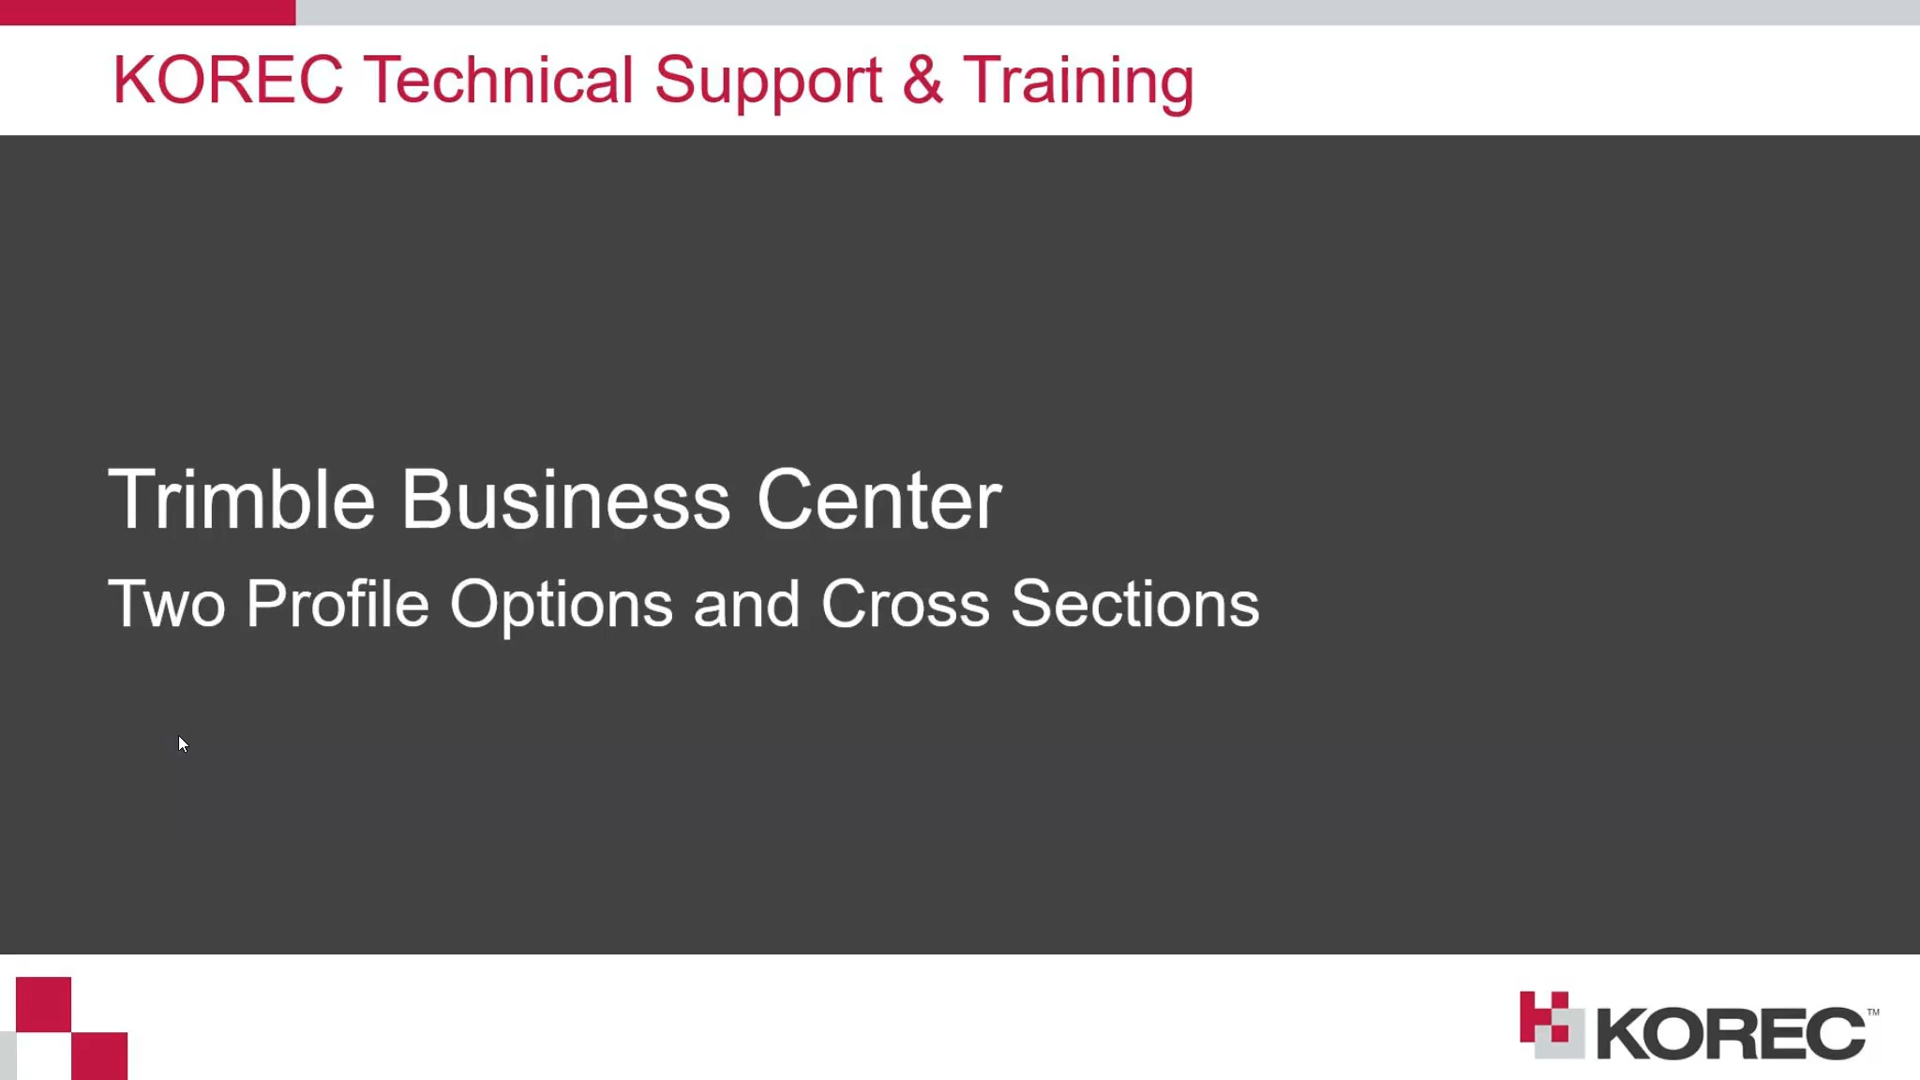 KOREC Technical Support & Training
Trimble Business Center
Two Profile Options and Cross Sections
KOREC™